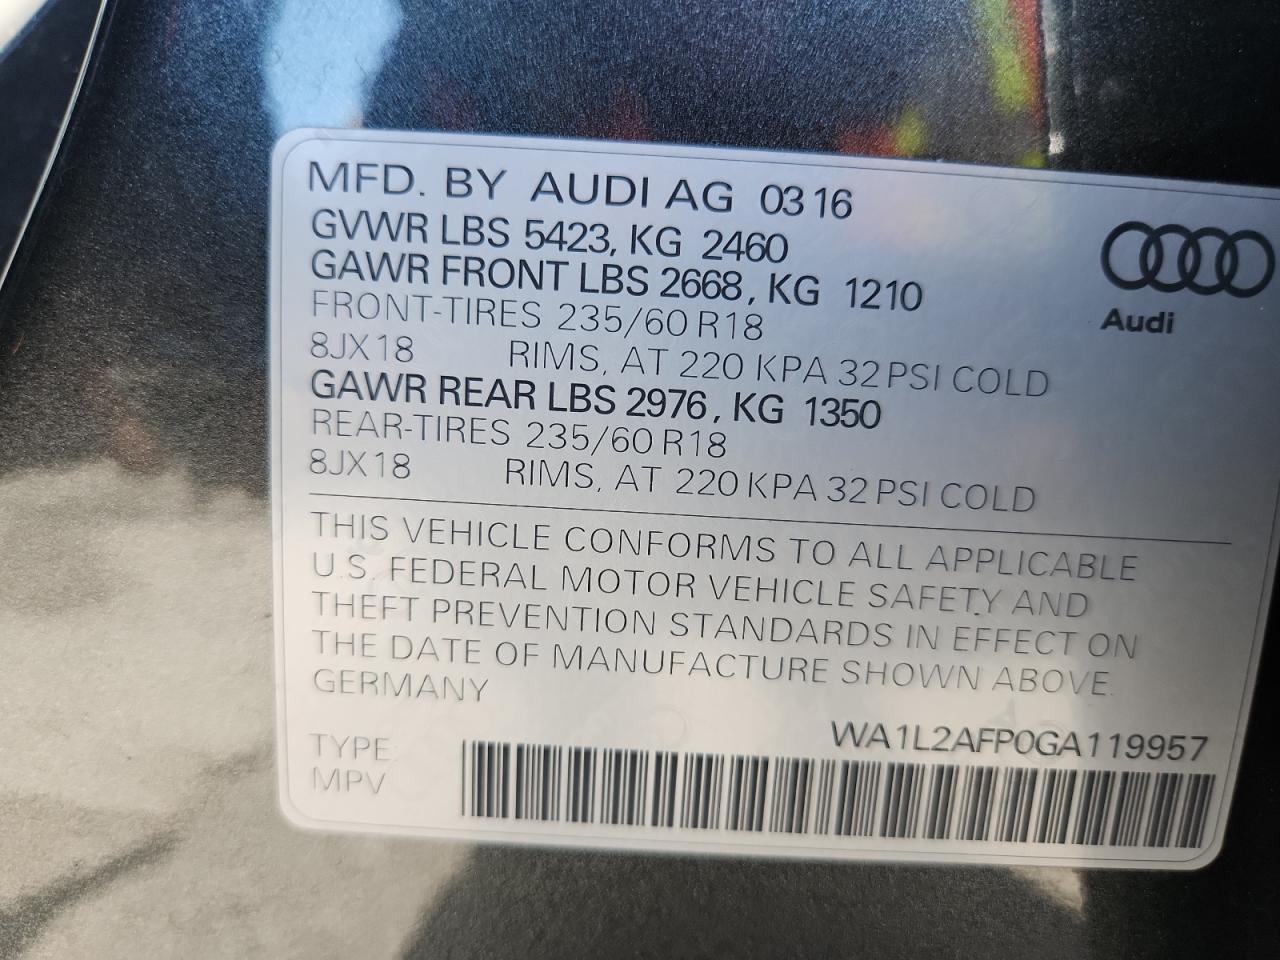 MFD. BY AUDI AG 03 16
GVWR LBS 5423, KG 2460
GAWR FRONT LBS 2668, KG 1210
FRONT-TIRES 235/60 R18
8JX18 RIMS, AT 220 KPA 32 PSI COLD
GAWR REAR LBS 2976, KG 1350
REAR-TIRES 235/60 R18
8JX18 RIMS, AT 220 KPA 32 PSI COLD
Audi
THIS VEHICLE CONFORMS TO ALL APPLICABLE
U.S. FEDERAL MOTOR VEHICLE SAFETY AND
THEFT PREVENTION STANDARDS IN EFFECT ON
THE DATE OF MANUFACTURE SHOWN ABOVE.
GERMANY
WA1L2AFP0GA119957
TYPE:
MPV